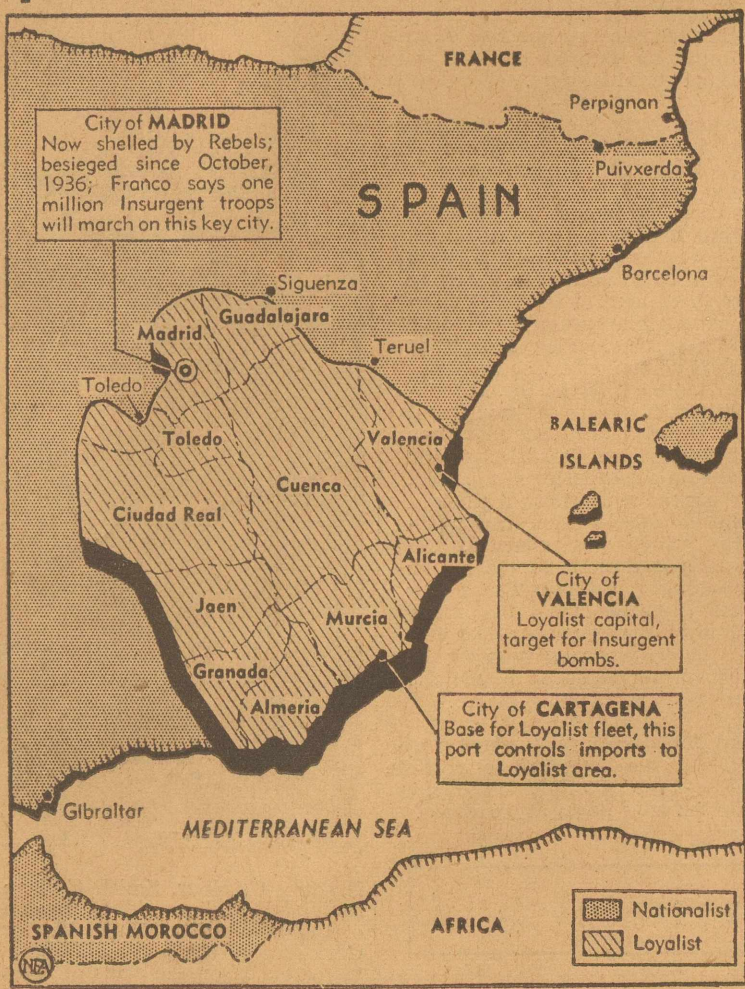 FRANCE
Perpignan
Puivxerda
City of MADRID
Now shelled by Rebels;
besieged since October,
1936; Franco says one
million Insurgent troops
will march on this key city.
SPAIN
Barcelona
Siguenza
Guadalajara
Madrid
Teruel
Toledo
Toledo
Valencia
BALEARIC
ISLANDS
Cuenca
Ciudad Real
Alicante
City of
VALENCIA
Loyalist capital,
target for Insurgent
bombs.
Jaen
Murcia
Granada
Almeria
City of CARTAGENA
Base for Loyalist fleet, this
port controls imports to
Loyalist area.
Gibraltar
MEDITERRANEAN SEA
SPANISH MOROCCO
AFRICA
Nationalist
Loyalist
NEA